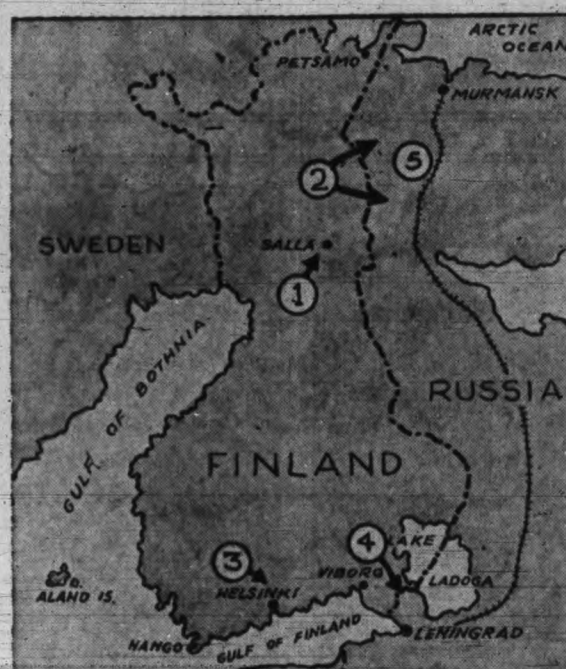 ARCTIC
OCEAN
PETSAMO
MURMANSK
5
2
SWEDEN
SALLA
1
GULF OF BOTHNIA
RUSSIA
FINLAND
3
4
LAKE
LADOGA
VIBORG
HELSINKI
ALAND IS.
HANGO
GULF OF FINLAND
LENINGRAD